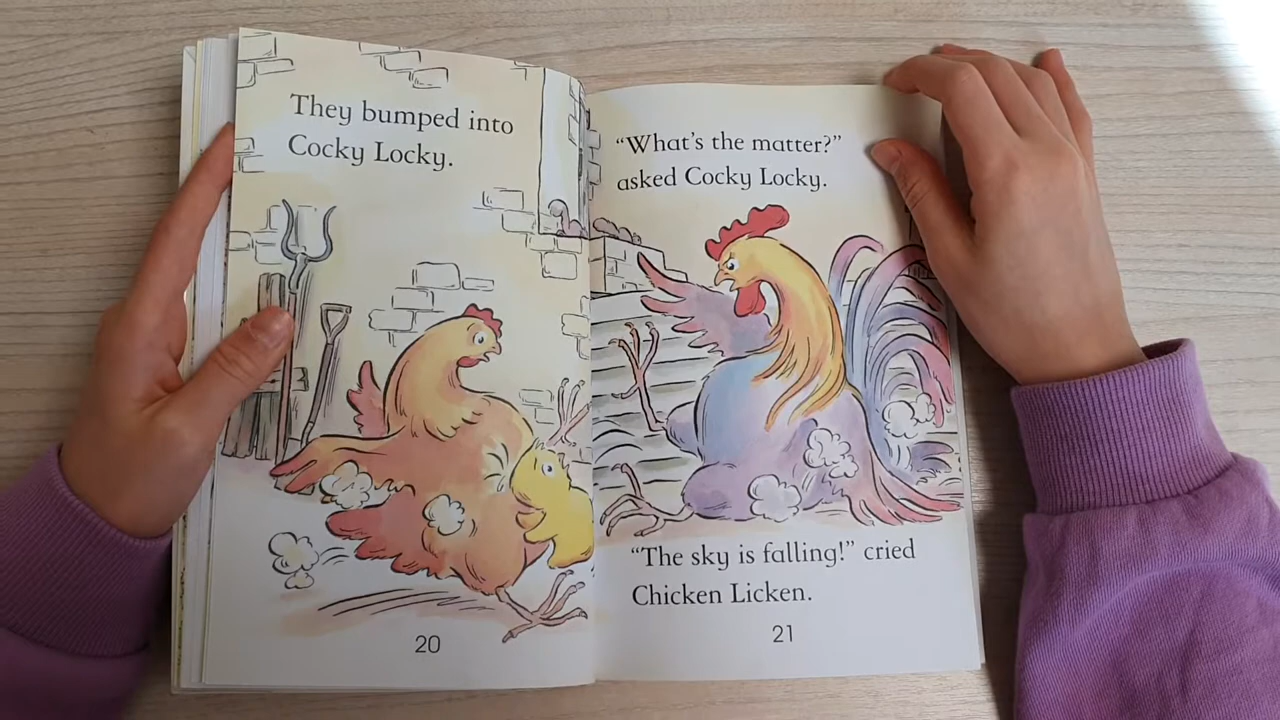 They bumped into
Cocky Locky.
20
“What’s the matter?”
asked Cocky Locky.
“The sky is falling!” cried
Chicken Licken.
21